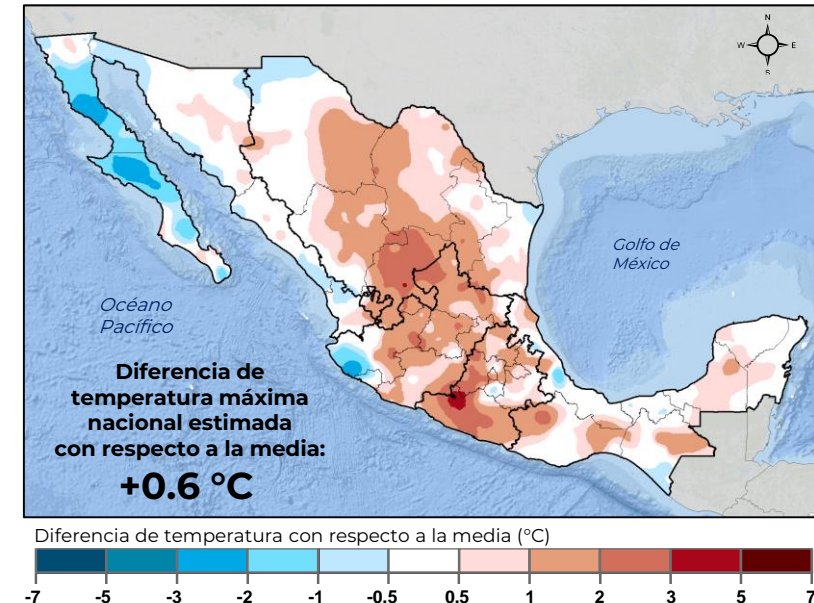 N
W E
S
Golfo de
México
Océano
Pacífico
Diferencia de
temperatura máxima
nacional estimada
con respecto a la media:
+0.6 °C
Diferencia de temperatura con respecto a la media (°C)
-7 -5 -3 -2 -1 -0.5 0.5 1 2 3 5 7